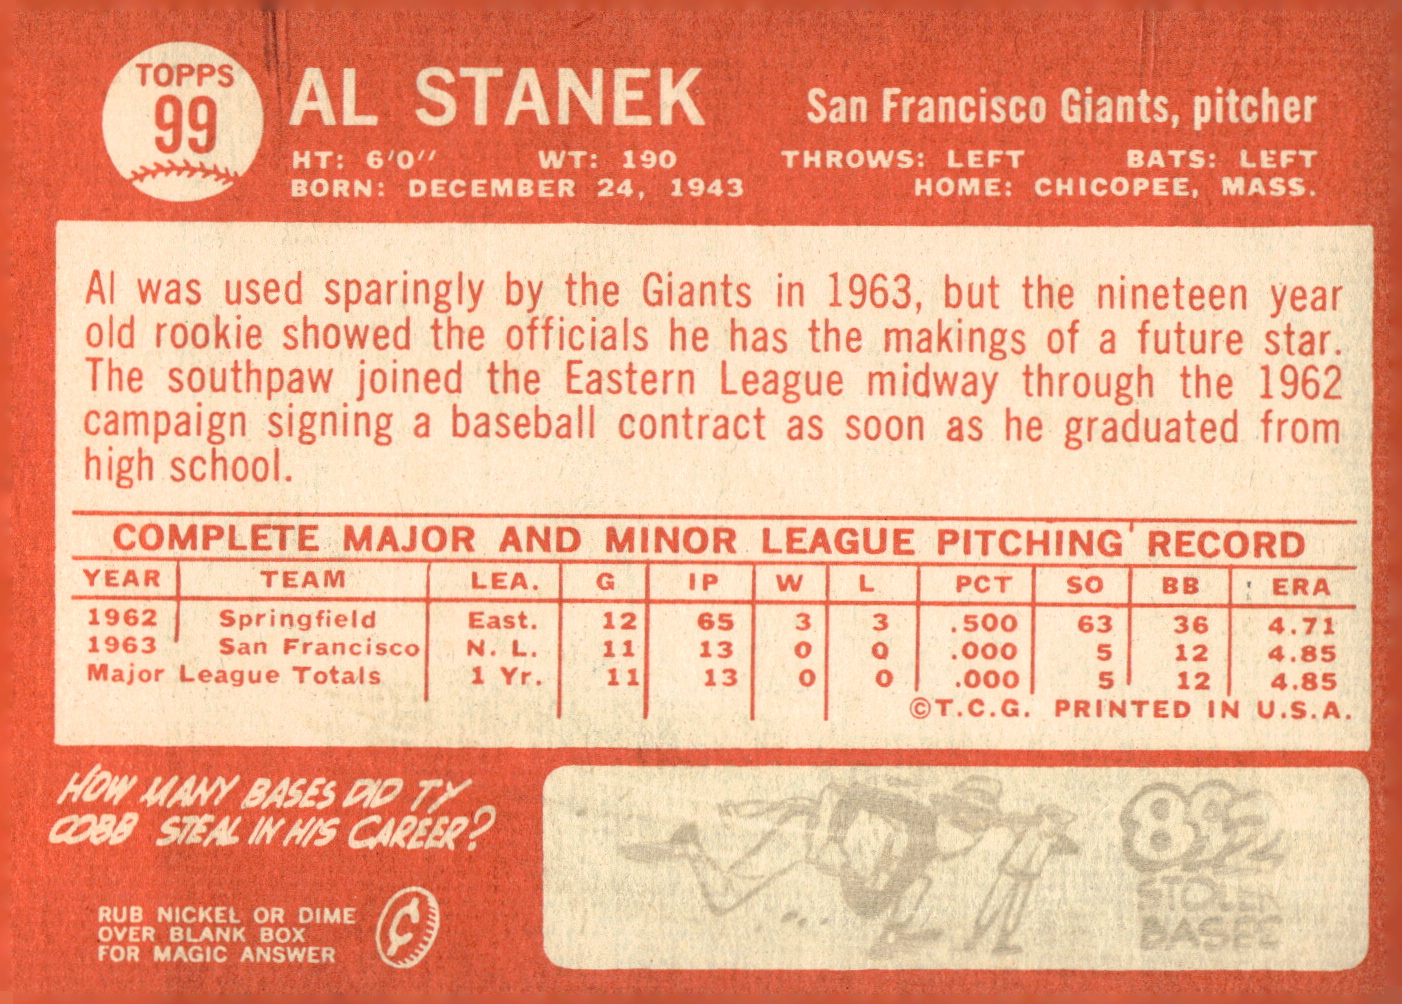 TOPPS
99
AL STANEK
San Francisco Giants, pitcher
HT: 6'0" WT: 190 THROWS: LEFT BATS: LEFT
BORN: DECEMBER 24, 1943 HOME: CHICOPEE, MASS.
Al was used sparingly by the Giants in 1963, but the nineteen year
old rookie showed the officials he has the makings of a future star.
The southpaw joined the Eastern League midway through the 1962
campaign signing a baseball contract as soon as he graduated from
high school.
COMPLETE MAJOR AND MINOR LEAGUE PITCHING RECORD
YEAR TEAM LEA. G IP W L PCT SO BB ERA
1962 Springfield East. 12 65 3 3 .500 63 36 4.71
1963 San Francisco N. L. 11 13 0 0 .000 5 12 4.85
Major League Totals 1 Yr. 11 13 0 0 .000 5 12 4.85
©T.C.G. PRINTED IN U.S.A.
HOW MANY BASES DID TY
COBB STEAL IN HIS CAREER?
RUB NICKEL OR DIME
OVER BLANK BOX
FOR MAGIC ANSWER
¢
STOLEN
BASES